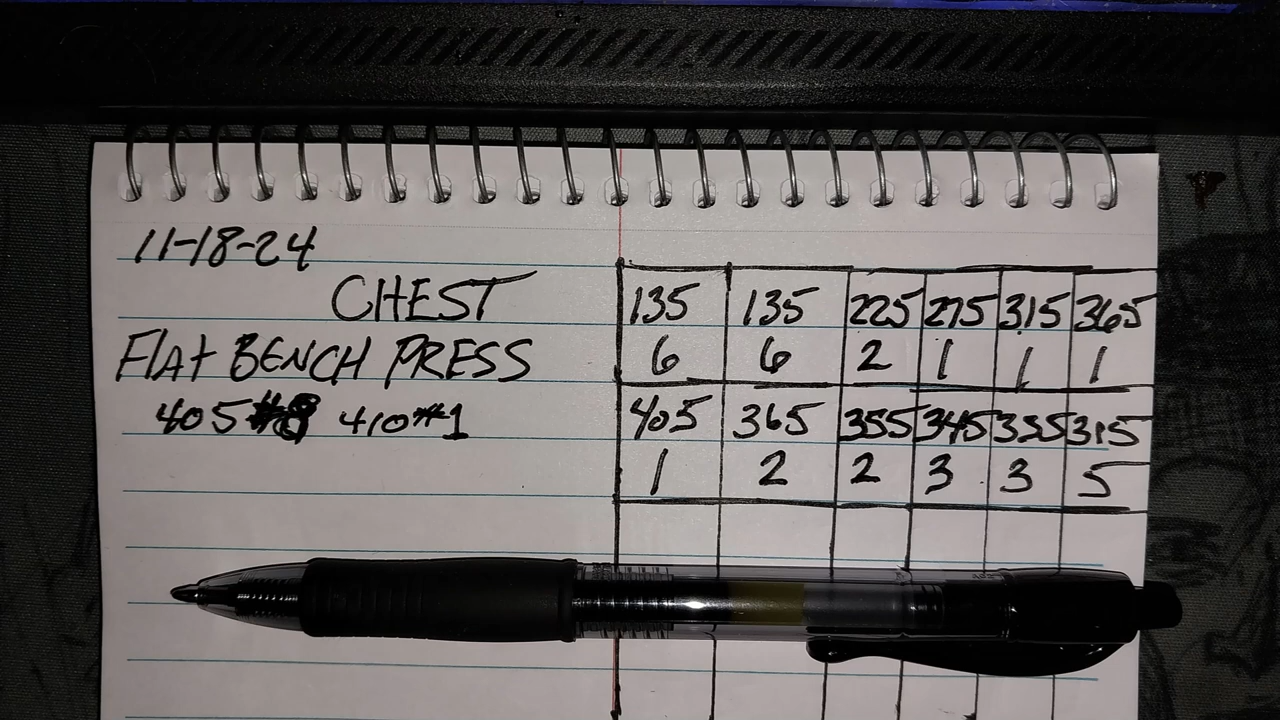 11-18-24
CHEST
135 135 225 275 315 365
FlAt BENCH PRESS
6 6 2 1 1 1
405 410#1
405 365 355 345 335 315
1 2 2 3 3 5